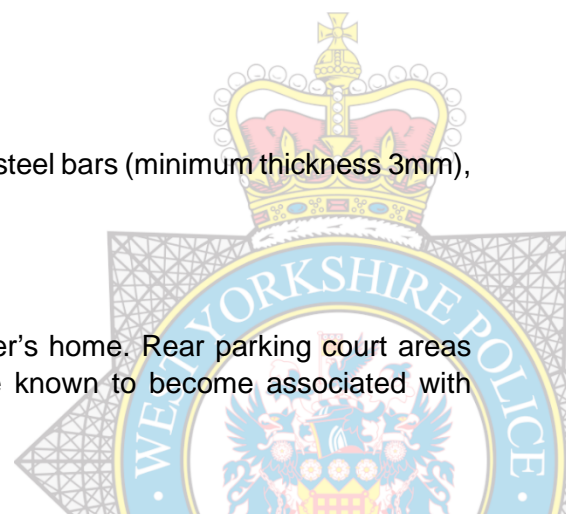 steel bars (minimum thickness 3mm),
er's home. Rear parking court areas
known to become associated with
WEST YORKSHIRE POLICE